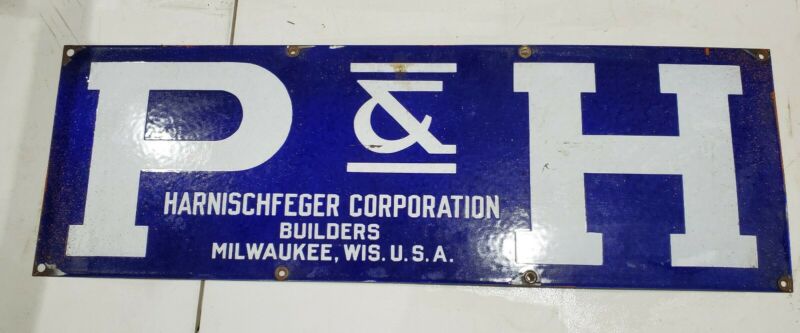 P & H
HARNISCHFEGER CORPORATION
BUILDERS
MILWAUKEE, WIS. U.S.A.